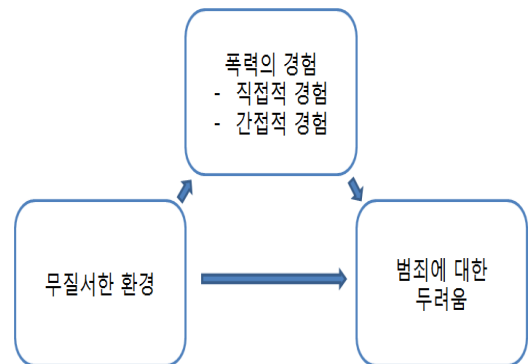 폭력의 경험
- 직접적 경험
- 간접적 경험
무질서한 환경
범죄에 대한
두려움